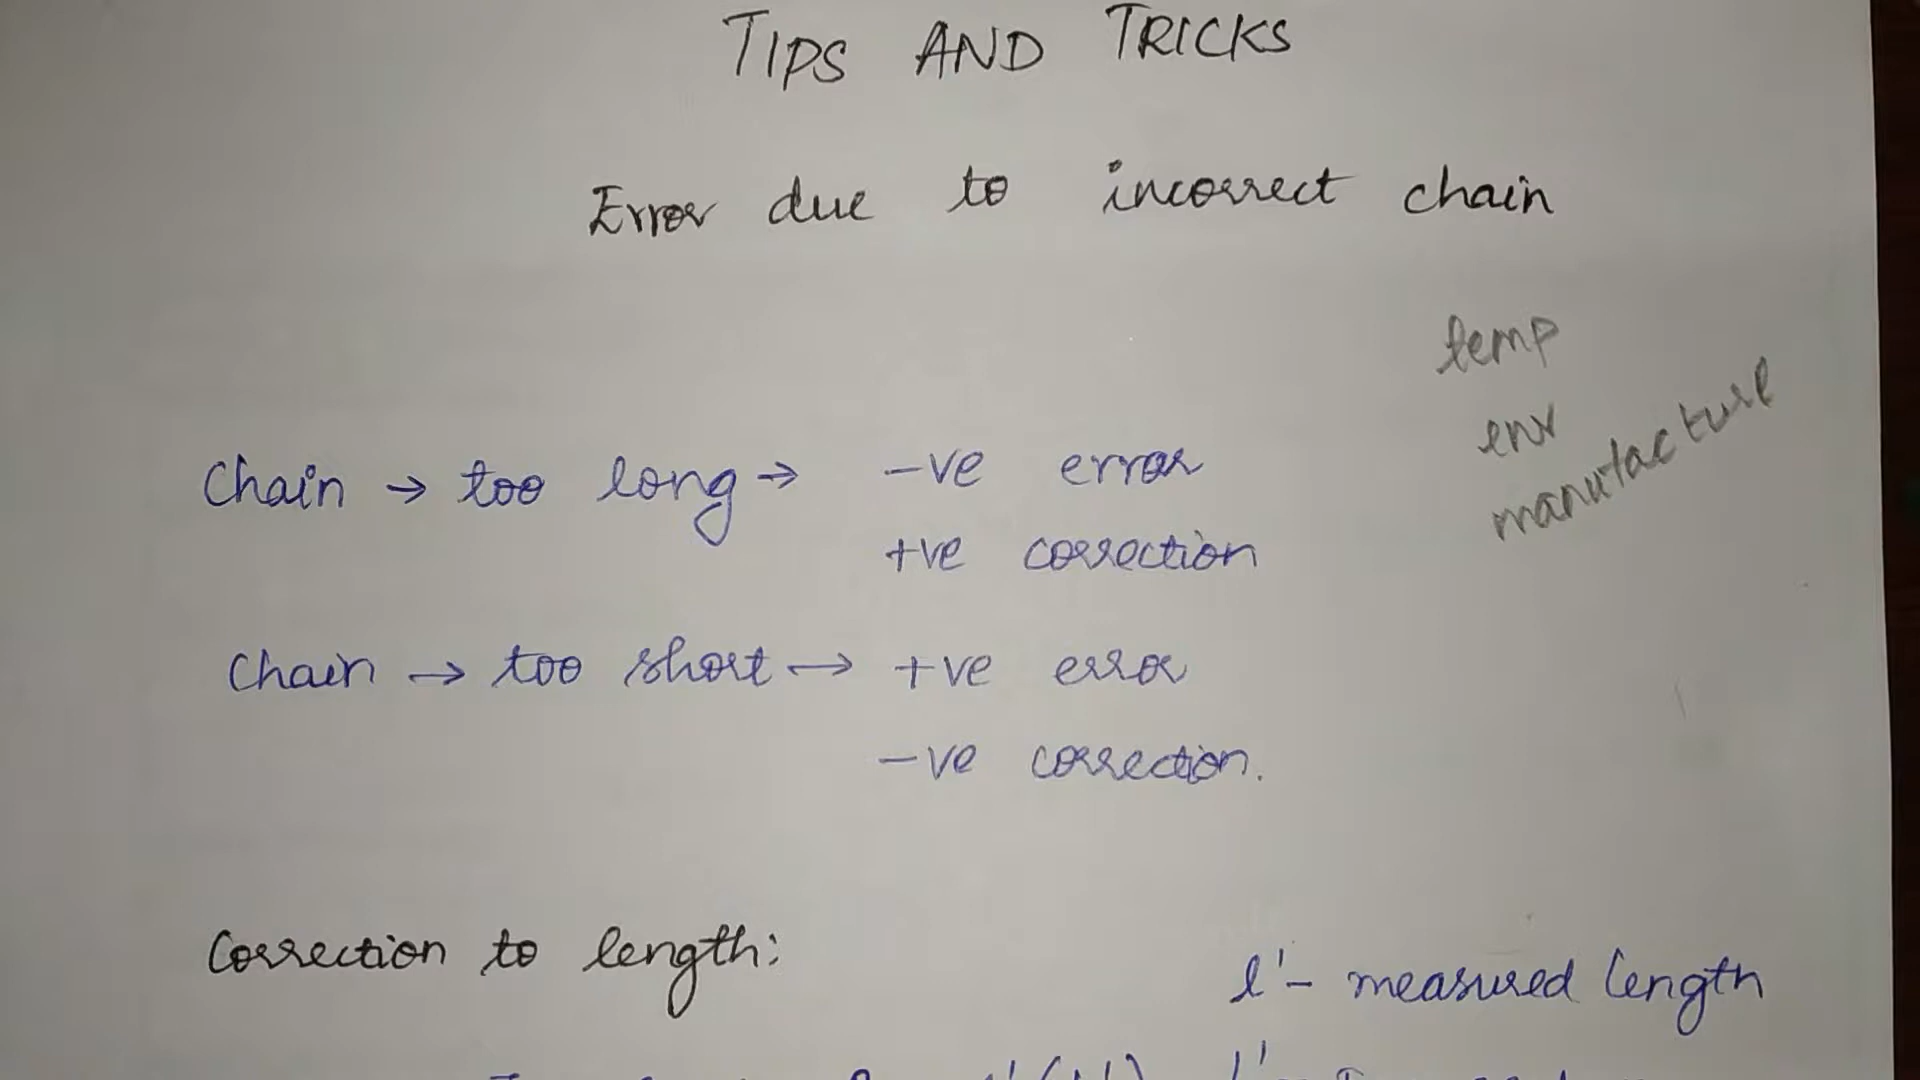 TIPS AND TRICKS
Error due to incorrect chain
temp
env
manufacture
Chain → too long → -ve error
+ve correction
Chain → too short → +ve error
-ve correction.
Correction to length:
l' - measured length